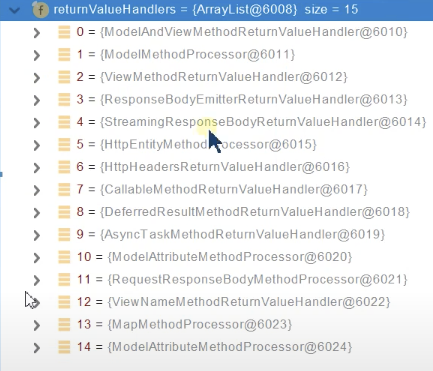 f returnValueHandlers = {ArrayList@6008} size = 15
0 = {ModelAndViewMethodReturnValueHandler@6010}
1 = {ModelMethodProcessor@6011}
2 = {ViewMethodReturnValueHandler@6012}
3 = {ResponseBodyEmitterReturnValueHandler@6013}
4 = {StreamingResponseBodyReturnValueHandler@6014}
5 = {HttpEntityMethodProcessor@6015}
6 = {HttpHeadersReturnValueHandler@6016}
7 = {CallableMethodReturnValueHandler@6017}
8 = {DeferredResultMethodReturnValueHandler@6018}
9 = {AsyncTaskMethodReturnValueHandler@6019}
10 = {ModelAttributeMethodProcessor@6020}
11 = {RequestResponseBodyMethodProcessor@6021}
12 = {ViewNameMethodReturnValueHandler@6022}
13 = {MapMethodProcessor@6023}
14 = {ModelAttributeMethodProcessor@6024}